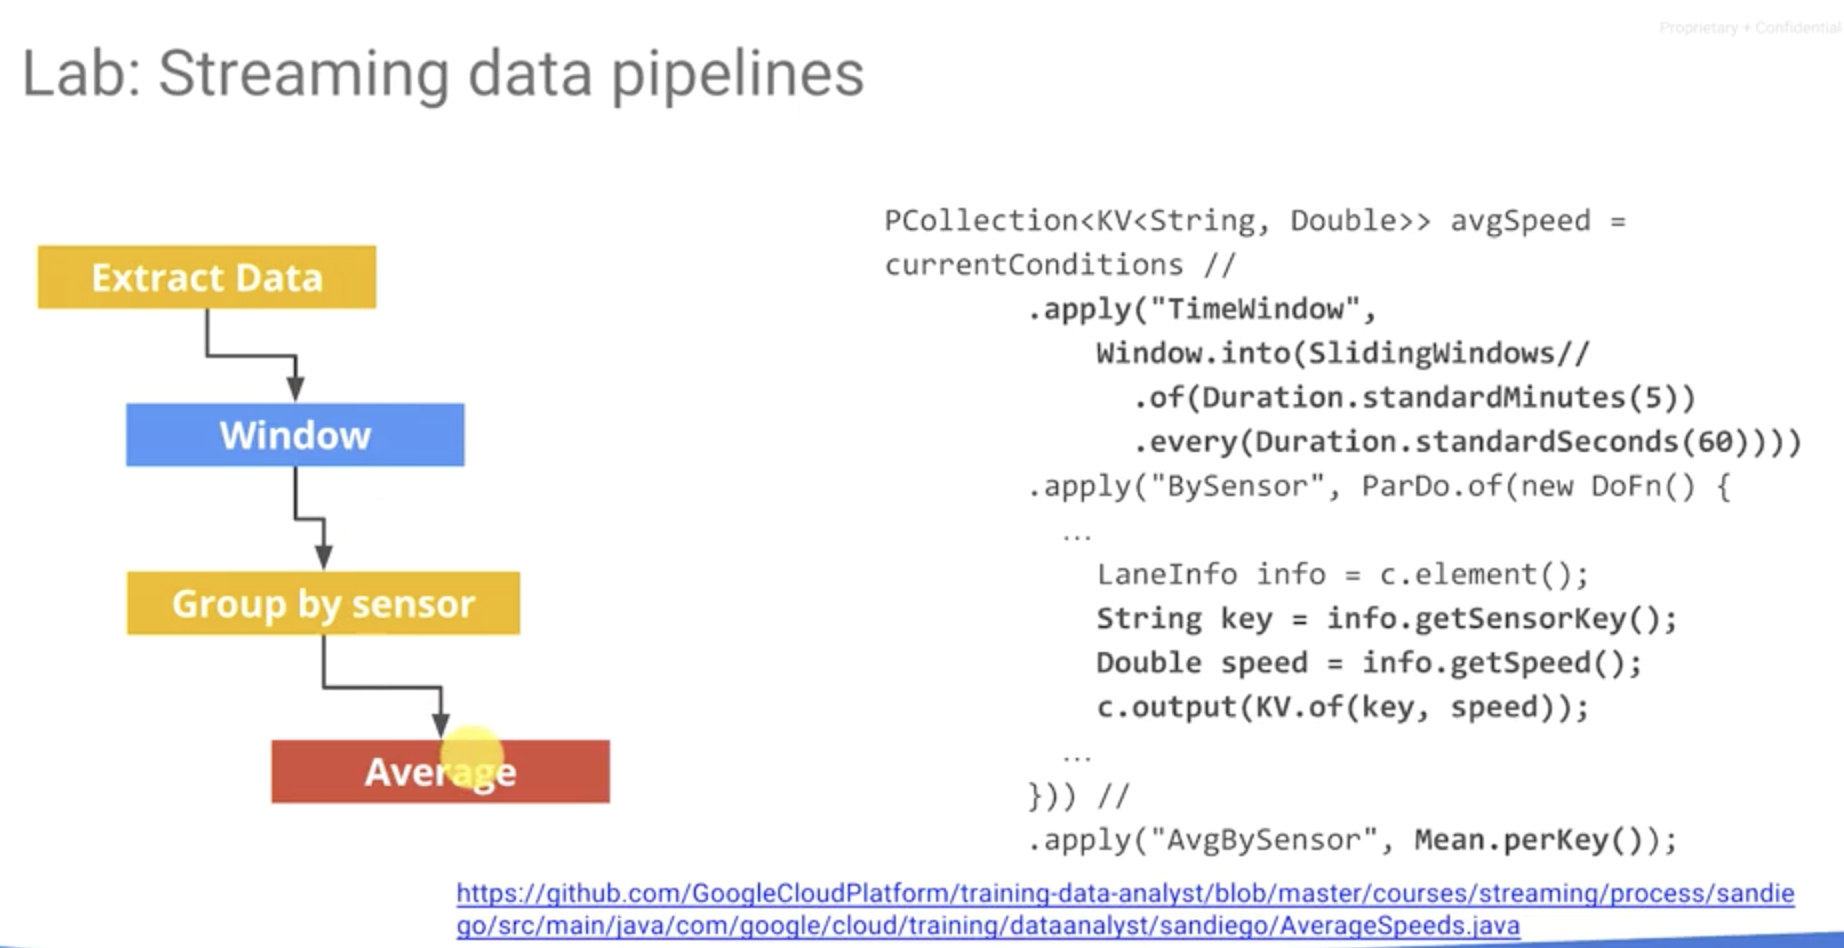 Proprietary + Confidential
Lab: Streaming data pipelines
Extract Data
Window
Group by sensor
Average
PCollection<KV<String, Double>> avgSpeed =
currentConditions //
.apply("TimeWindow",
Window.into(SlidingWindows//
.of(Duration.standardMinutes(5))
.every(Duration.standardSeconds(60))))
.apply("BySensor", ParDo.of(new DoFn() {
...
LaneInfo info = c.element();
String key = info.getSensorKey();
Double speed = info.getSpeed();
c.output(KV.of(key, speed));
...
})) //
.apply("AvgBySensor", Mean.perKey());
https://github.com/GoogleCloudPlatform/training-data-analyst/blob/master/courses/streaming/process/sandie
go/src/main/java/com/google/cloud/training/dataanalyst/sandiego/AverageSpeeds.java